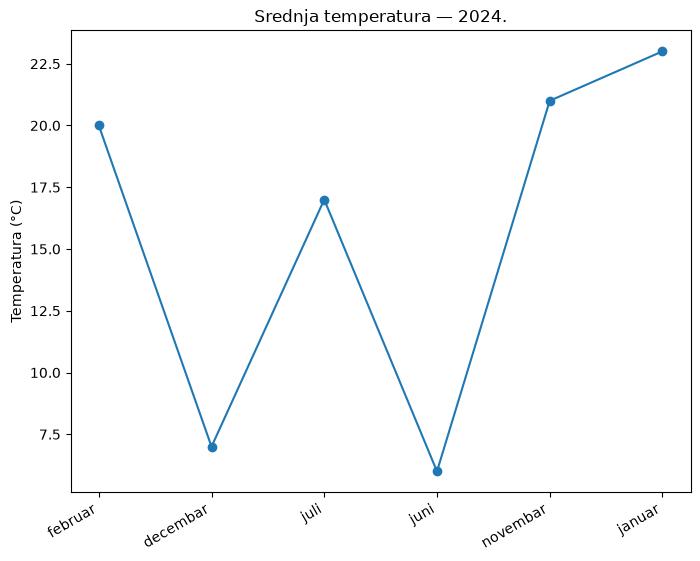 Srednja temperatura — 2024.
Temperatura (°C)
22.5
20.0
17.5
15.0
12.5
10.0
7.5
februar
decembar
juli
juni
novembar
januar